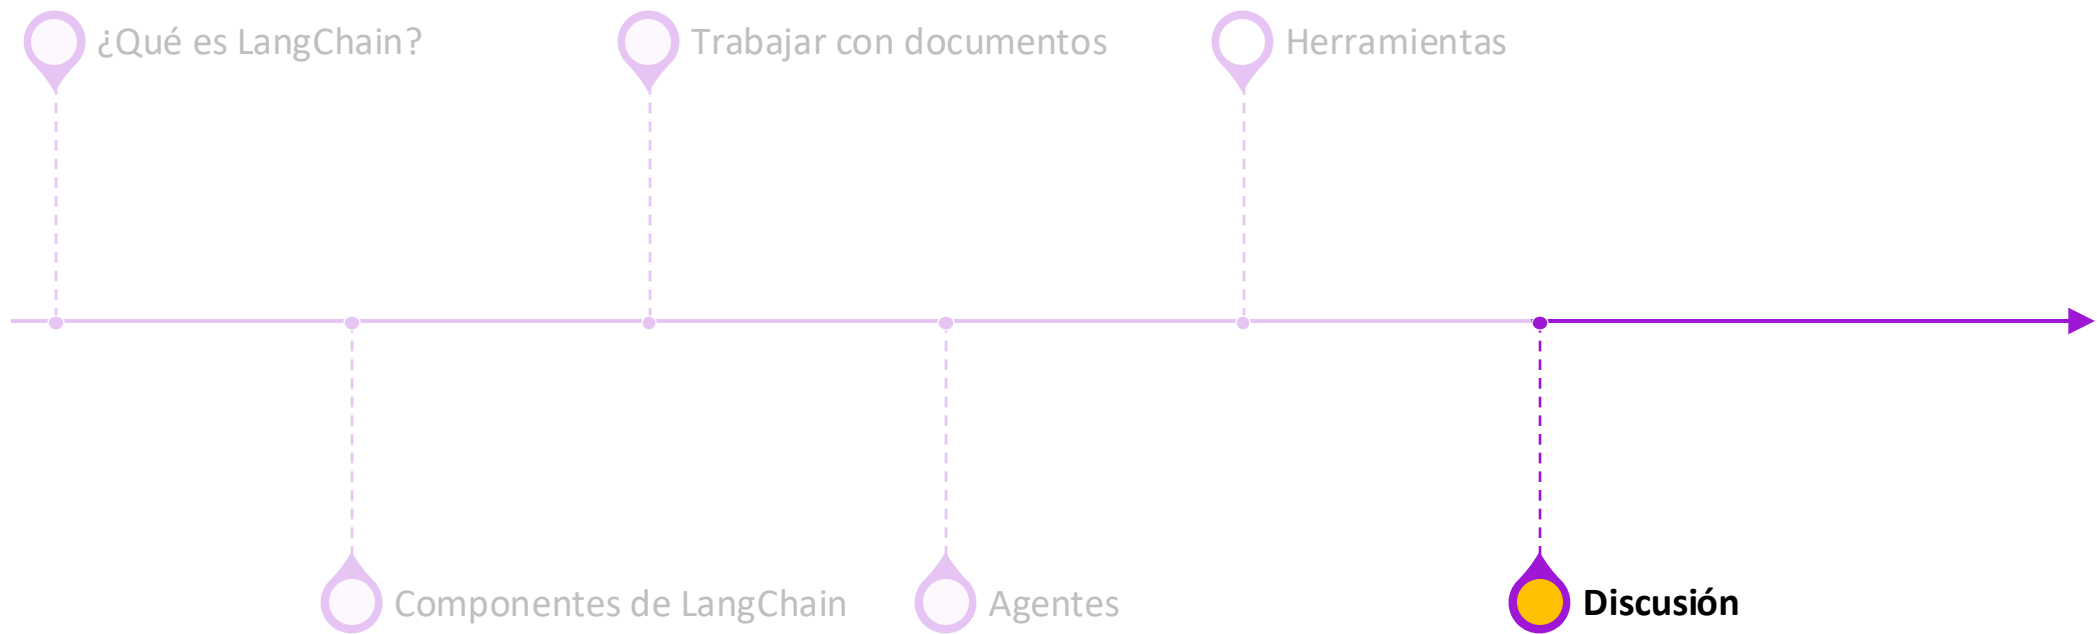 ¿Qué es LangChain?
Trabajar con documentos
Herramientas
Componentes de LangChain
Agentes
Discusión